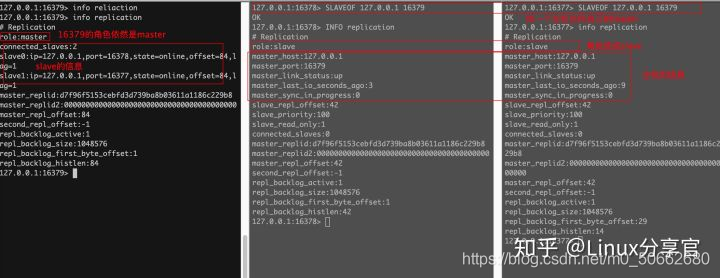 127.0.0.1:16379> info reliaction
127.0.0.1:16379> info replication
# Replication
role:master
16379的角色依然是master
connected_slaves:2
slave0:ip=127.0.0.1,port=16378,state=online,offset=84,l
ag=1
slave的信息
slave1:ip=127.0.0.1,port=16377,state=online,offset=84,l
ag=1
master_replid:d7f96f5153cebfd3d739ba8b03611a1186c229b8
master_replid2:0000000000000000000000000000000000000000
master_repl_offset:84
second_repl_offset:-1
repl_backlog_active:1
repl_backlog_size:1048576
repl_backlog_first_byte_offset:1
repl_backlog_histlen:84
127.0.0.1:16379>
127.0.0.1:16378> SLAVEOF 127.0.0.1 16379
OK
127.0.0.1:16378> INFO replication
# Replication
role:slave
master_host:127.0.0.1
master_port:16379
master_link_status:up
master_last_io_seconds_ago:3
master_sync_in_progress:0
slave_repl_offset:42
slave_priority:100
slave_read_only:1
connected_slaves:0
master_replid:d7f96f5153cebfd3d739ba8b03611a1186c229b8
master_replid2:0000000000000000000000000000000000000000
master_repl_offset:42
second_repl_offset:-1
repl_backlog_active:1
repl_backlog_size:1048576
repl_backlog_first_byte_offset:1
repl_backlog_histlen:42
127.0.0.1:16378>
127.0.0.1:16377> SLAVEOF 127.0.0.1 16379
OK
127.0.0.1:16377> info replication
# Replication
role:slave
master_host:127.0.0.1
master_port:16379
master_link_status:up
master_last_io_seconds_ago:9
master_sync_in_progress:0
slave_repl_offset:42
slave_priority:100
slave_read_only:1
connected_slaves:0
master_replid:d7f96f5153cebfd3d739ba8b03611a1186c2
29b8
master_replid2:00000000000000000000000000000000000
00000
master_repl_offset:42
second_repl_offset:-1
repl_backlog_active:1
repl_backlog_size:1048576
repl_backlog_first_byte_offset:29
repl_backlog_histlen:14
127.0.0.1:16377>
知乎 @Linux分享官
https://blog.csdn.net/m0_50662680